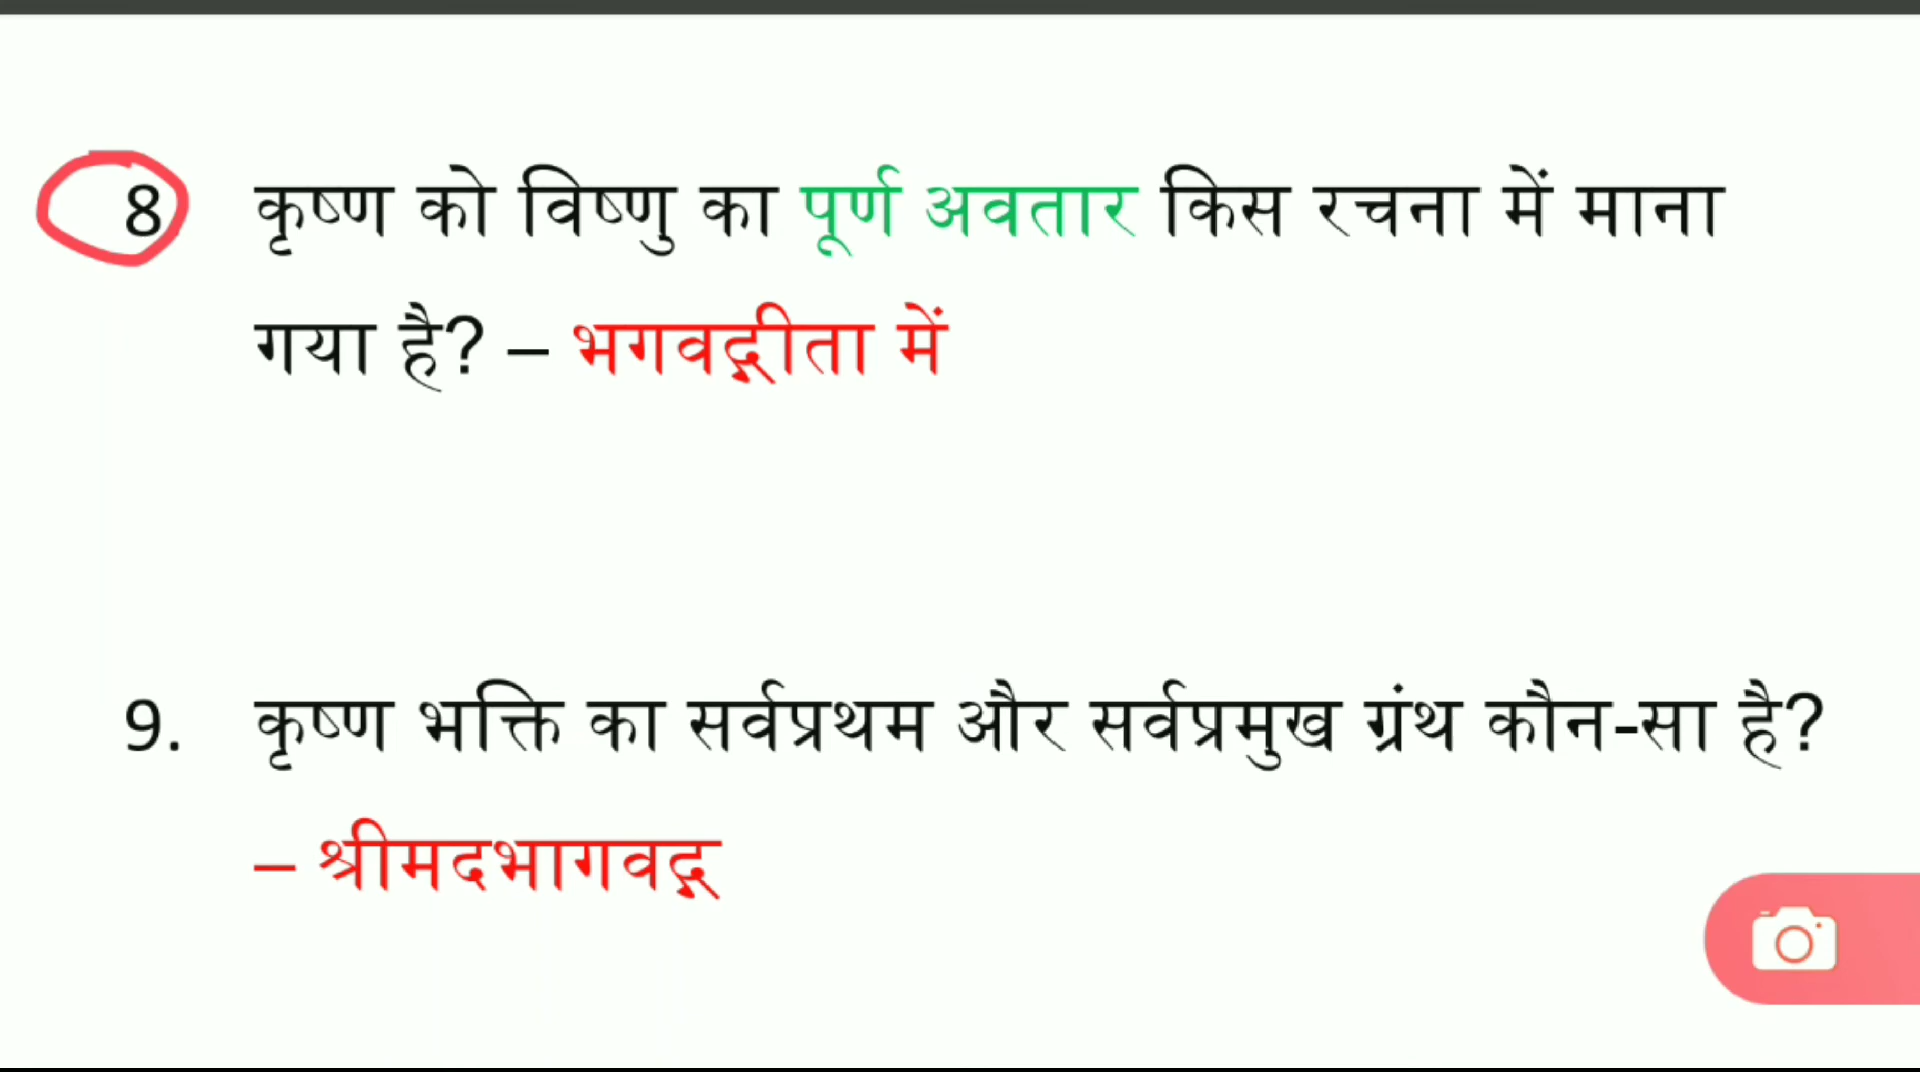 8 कृष्ण को विष्णु का पूर्ण अवतार किस रचना में माना
गया है? – भगवद्गीता में
9. कृष्ण भक्ति का सर्वप्रथम और सर्वप्रमुख ग्रंथ कौन-सा है?
– श्रीमदभागवद्ग्